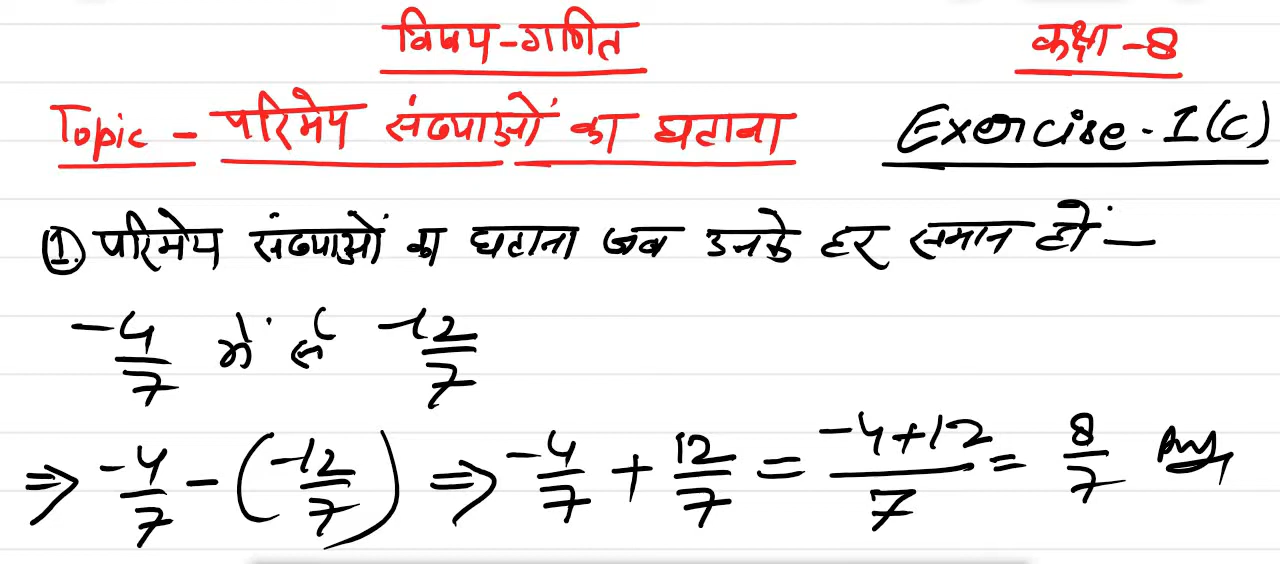 विषय-गणित कक्षा-8
Topic - परिमेय संख्याओं का घटाना Exercise-1(C)
①. परिमेय संख्याओं का घटाना जब उनके हर समान हों—
-4/7 में से -12/7
⇒ -4/7 - (-12/7) ⇒ -4/7 + 12/7 = (-4+12)/7 = 8/7 Ans